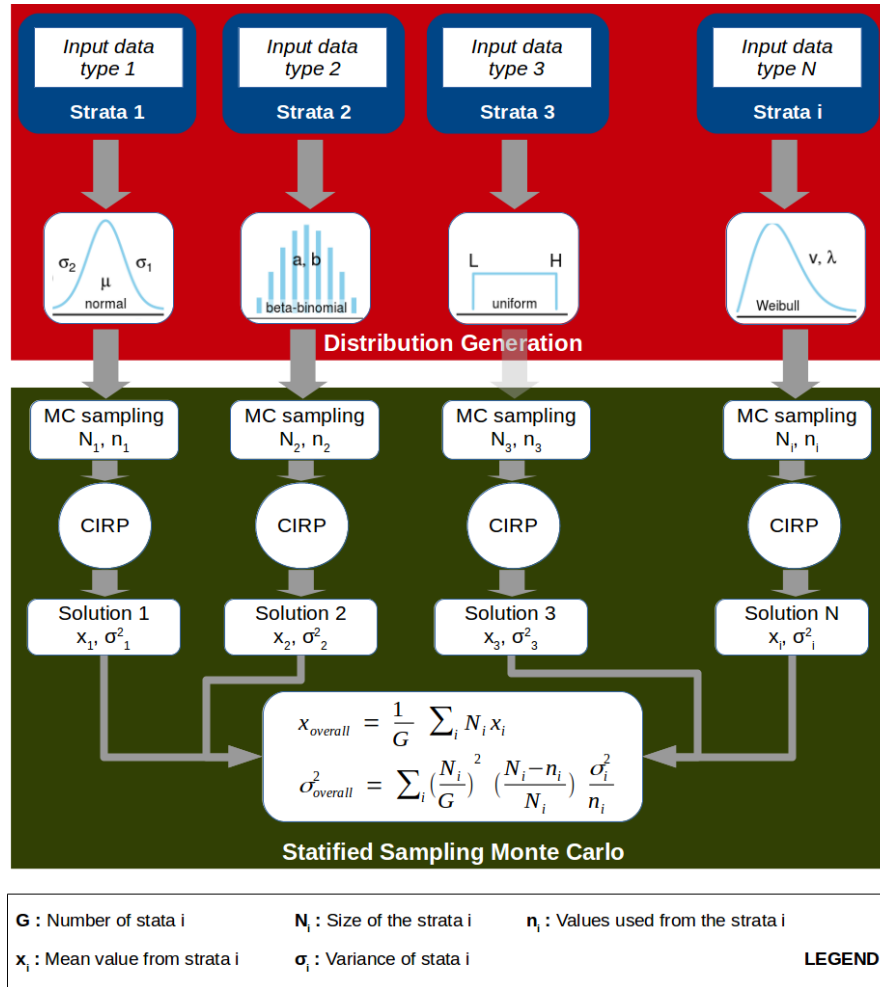 Input data
type 1
Strata 1
Input data
type 2
Strata 2
Input data
type 3
Strata 3
Input data
type N
Strata i
σ₂ σ₁
μ
normal
a, b
beta-binomial
L H
uniform
ν, λ
Weibull
Distribution Generation
MC sampling
N₁, n₁
MC sampling
N₂, n₂
MC sampling
N₃, n₃
MC sampling
Nᵢ, nᵢ
CIRP
CIRP
CIRP
CIRP
Solution 1
x₁, σ²₁
Solution 2
x₂, σ²₂
Solution 3
x₃, σ²₃
Solution N
xᵢ, σ²ᵢ
x_overall = 1/G ∑ᵢ Nᵢ xᵢ
σ²_overall = ∑ᵢ (Nᵢ/G)² ((Nᵢ−nᵢ)/Nᵢ) σᵢ²/nᵢ
Statified Sampling Monte Carlo
G : Number of stata i Nᵢ : Size of the strata i nᵢ : Values used from the strata i
xᵢ : Mean value from strata i σᵢ : Variance of stata i LEGEND